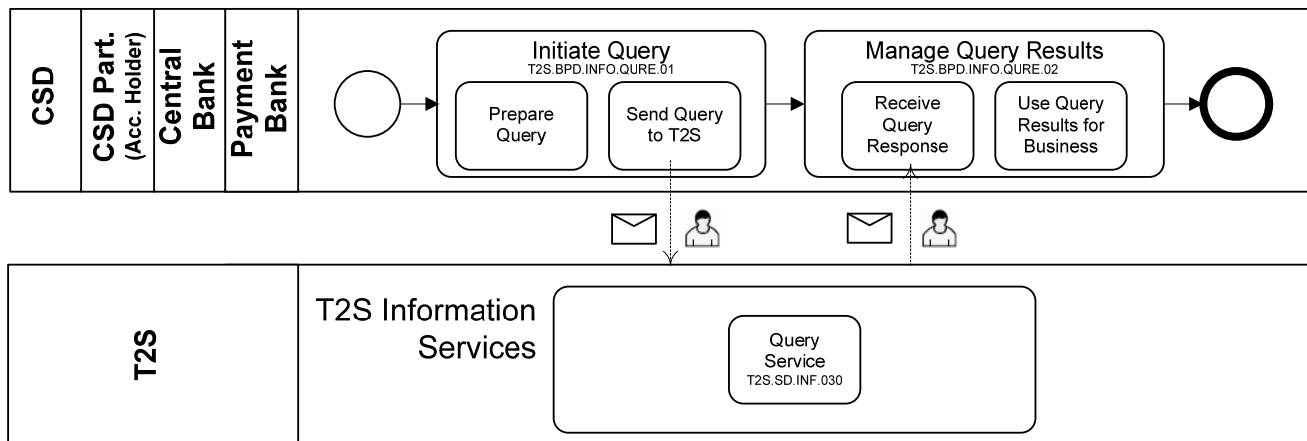 CSD
CSD Part.
(Acc. Holder)
Central
Bank
Payment
Bank
Initiate Query
T2S.BPD.INFO.QURE.01
Prepare
Query
Send Query
to T2S
Manage Query Results
T2S.BPD.INFO.QURE.02
Receive
Query
Response
Use Query
Results for
Business
T2S
T2S Information
Services
Query
Service
T2S.SD.INF.030